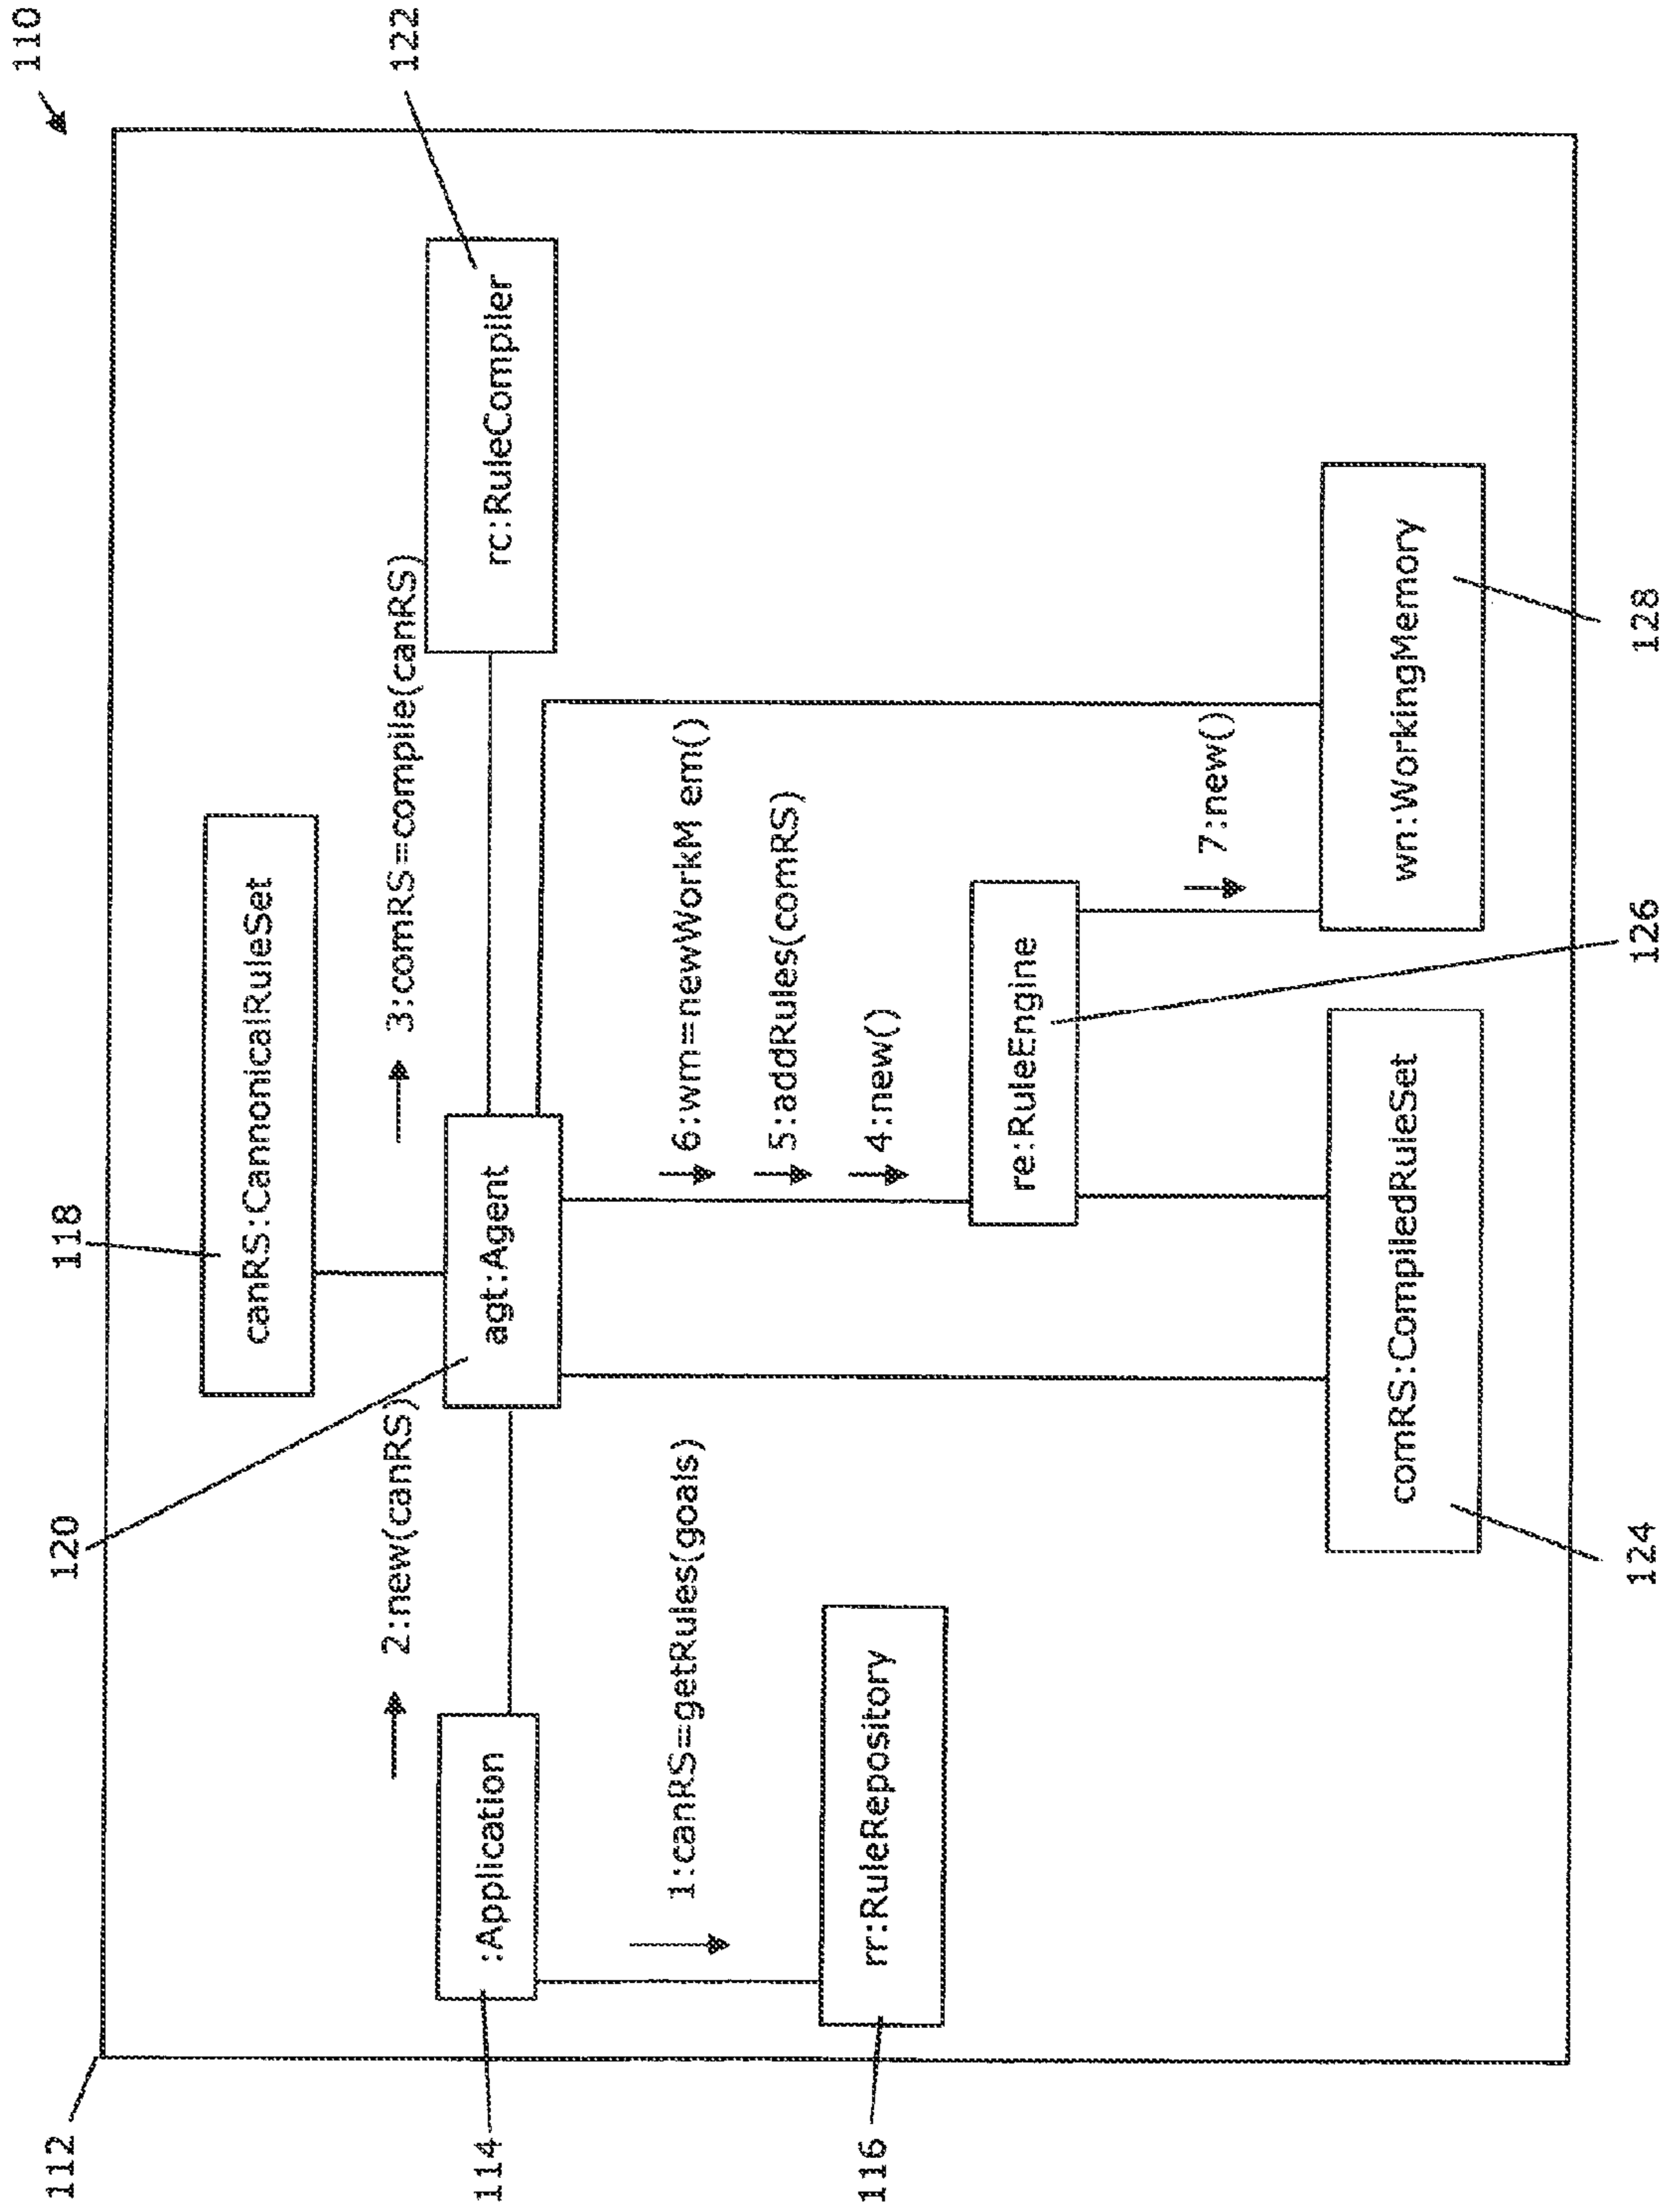 110
112
118
canRS:CannonicalRuleSet
120
2:new(canRS)
3:comRS=compile(canRS)
122
114
:Application
agt:Agent
rc:RuleCompiler
1:canRS=getRules(goals)
6:wm=newWorkM em()
5:addRules(comRS)
4:new()
116
rr:RuleRepository
re:RuleEngine
7:new()
comRS:CompiledRuleSet
wn:WorkingMemory
124
126
128